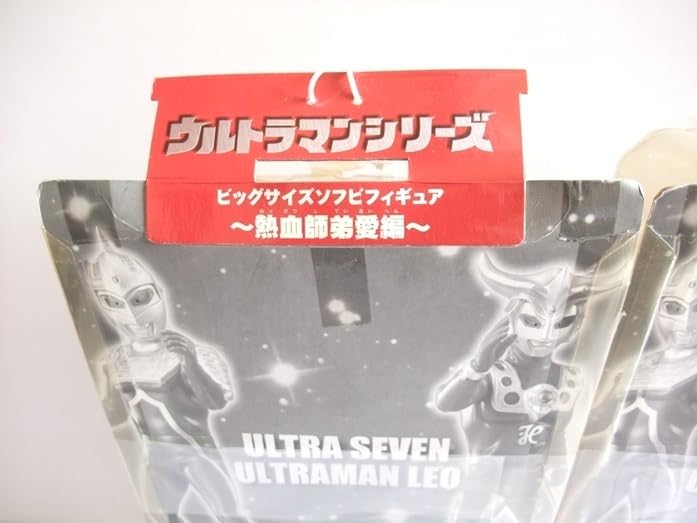 ウルトラマンシリーズ
ビッグサイズソフビフィギュア
～熱血師弟愛編～
ULTRA SEVEN
ULTRAMAN LEO